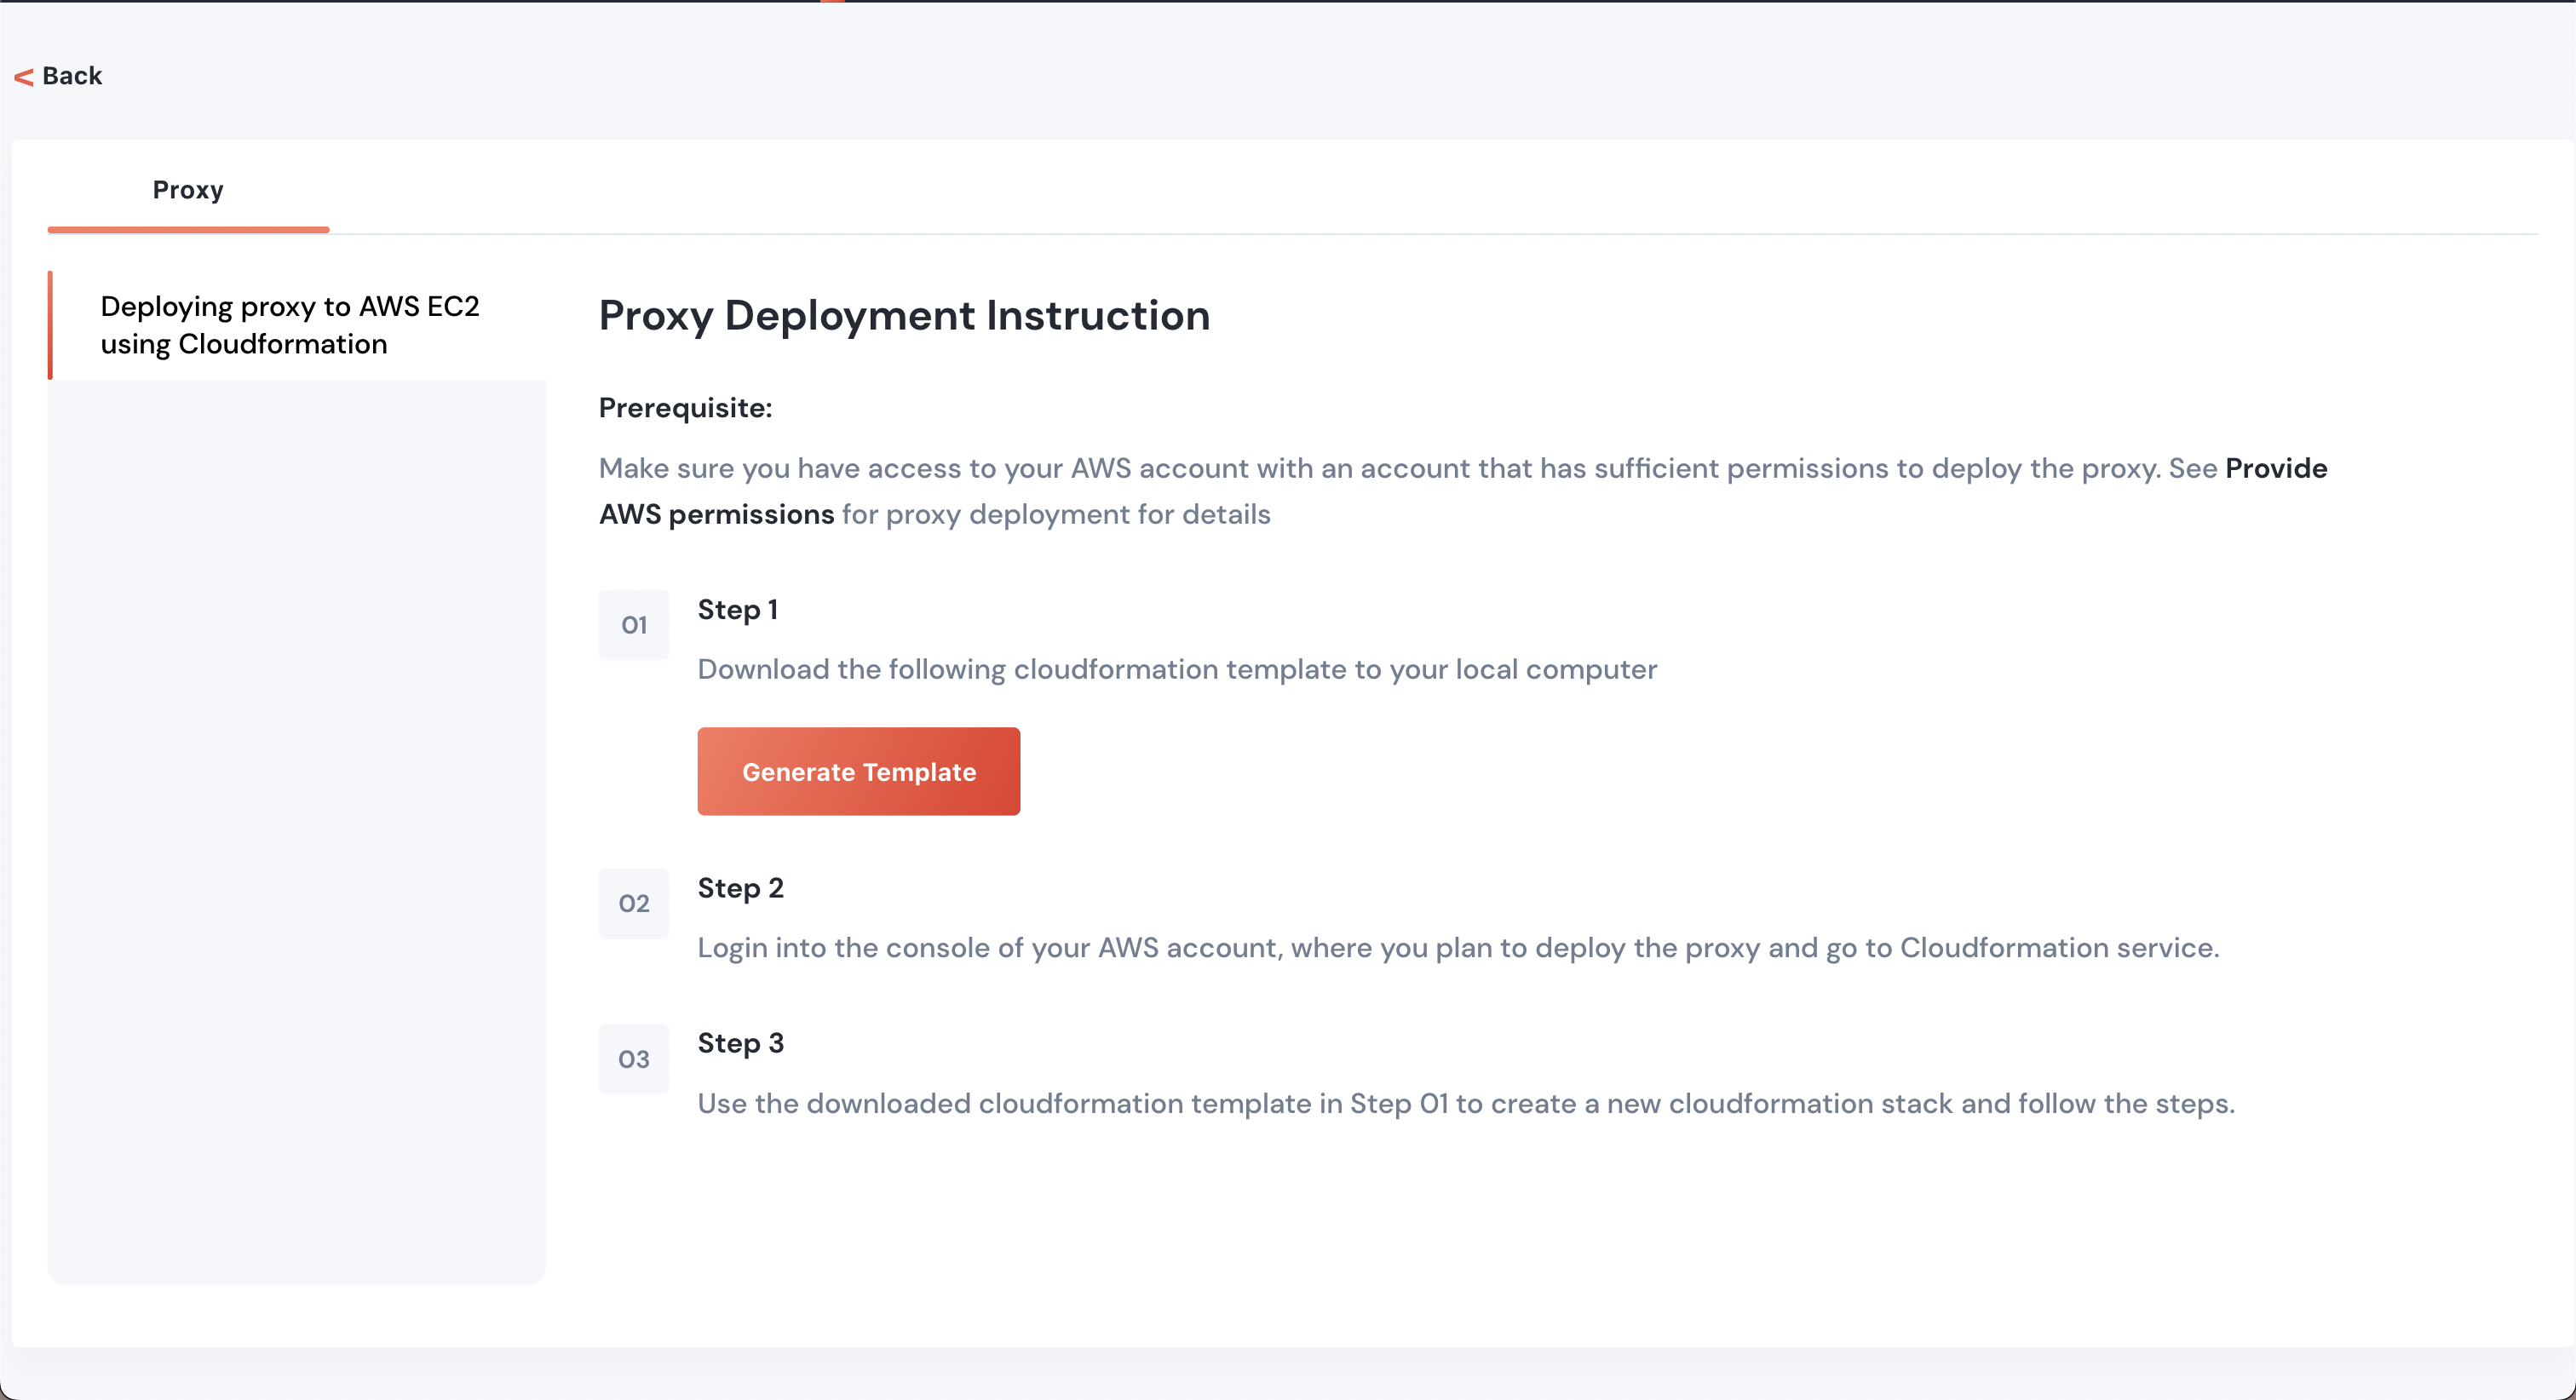 < Back
Proxy
Deploying proxy to AWS EC2
using Cloudformation
Proxy Deployment Instruction
Prerequisite:
Make sure you have access to your AWS account with an account that has sufficient permissions to deploy the proxy. See Provide
AWS permissions for proxy deployment for details
01
Step 1
Download the following cloudformation template to your local computer
Generate Template
02
Step 2
Login into the console of your AWS account, where you plan to deploy the proxy and go to Cloudformation service.
03
Step 3
Use the downloaded cloudformation template in Step 01 to create a new cloudformation stack and follow the steps.